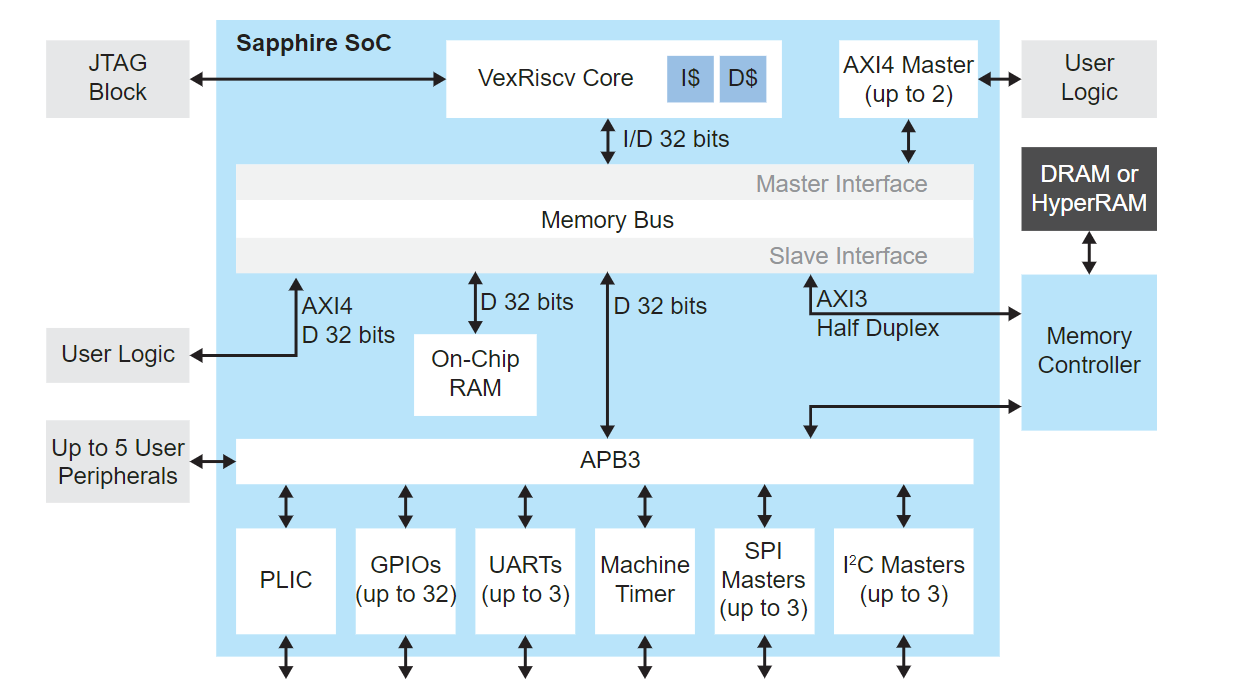 Sapphire SoC
JTAG
Block
VexRiscv Core
I$
D$
AXI4 Master
(up to 2)
User
Logic
I/D 32 bits
DRAM or
HyperRAM
Master Interface
Memory Bus
Slave Interface
AXI4
D 32 bits
D 32 bits
D 32 bits
AXI3
Half Duplex
User Logic
On-Chip
RAM
Memory
Controller
Up to 5 User
Peripherals
APB3
PLIC
GPIOs
(up to 32)
UARTs
(up to 3)
Machine
Timer
SPI
Masters
(up to 3)
I²C Masters
(up to 3)